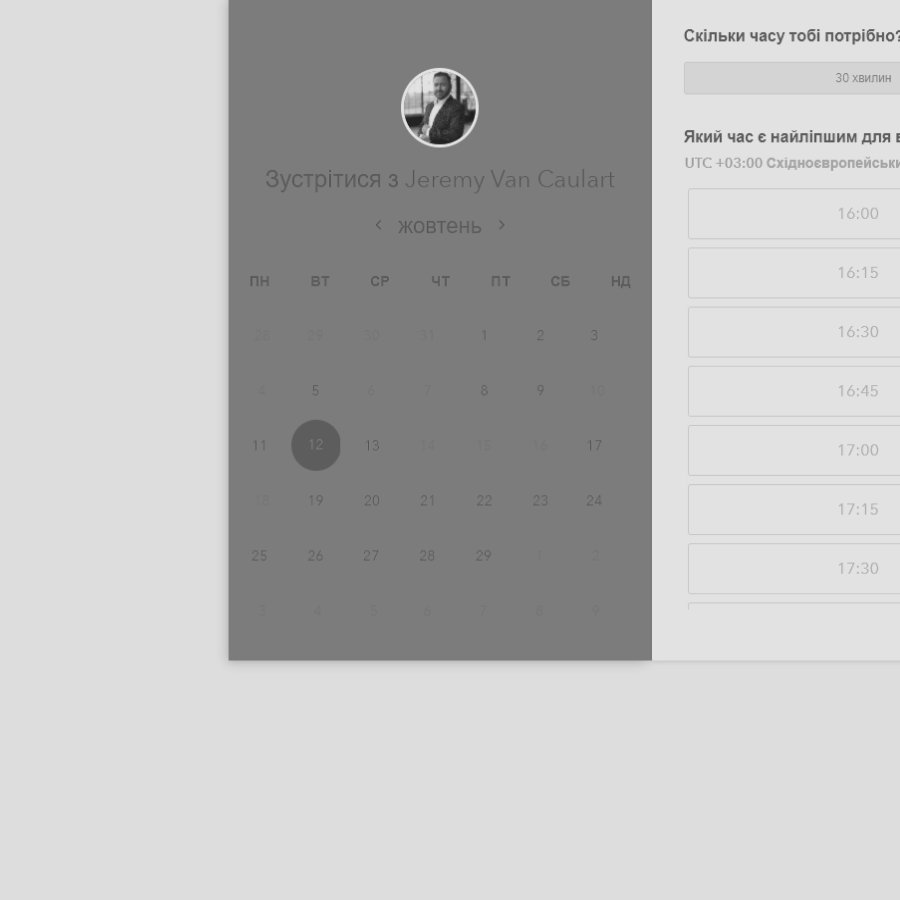 Зустрітися з Jeremy Van Caulart
‹ жовтень ›
ПН ВТ СР ЧТ ПТ СБ НД
28 29 30 31 1 2 3
4 5 6 7 8 9 10
11 12 13 14 15 16 17
18 19 20 21 22 23 24
25 26 27 28 29 1 2
3 4 5 6 7 8 9
Скільки часу тобі потрібно?
30 хвилин
Який час є найліпшим для
UTC +03:00
16:00
16:15
16:30
16:45
17:00
17:15
17:30